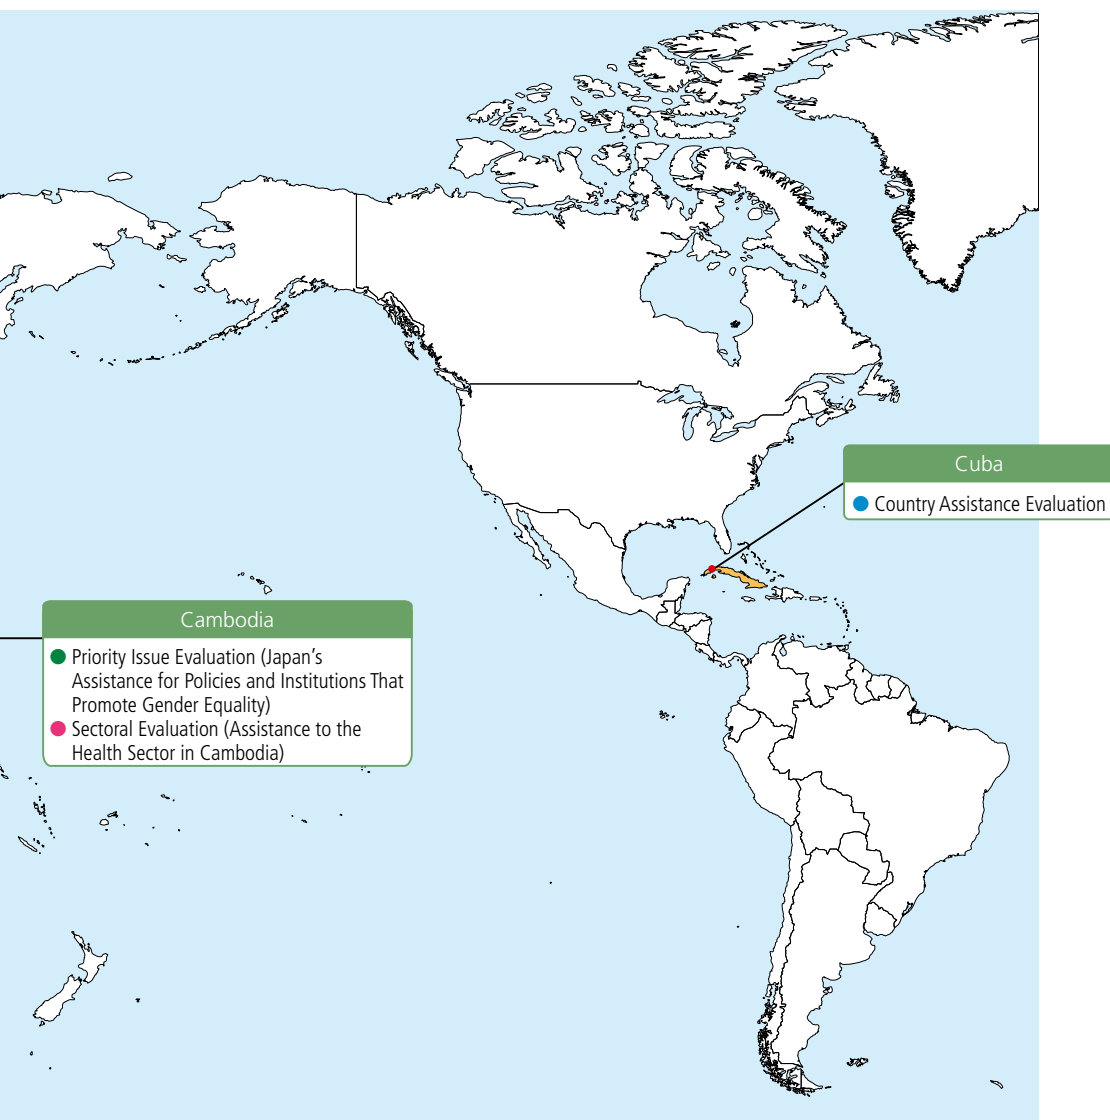 Cuba
Country Assistance Evaluation
Cambodia
Priority Issue Evaluation (Japan's
Assistance for Policies and Institutions That
Promote Gender Equality)
Sectoral Evaluation (Assistance to the
Health Sector in Cambodia)